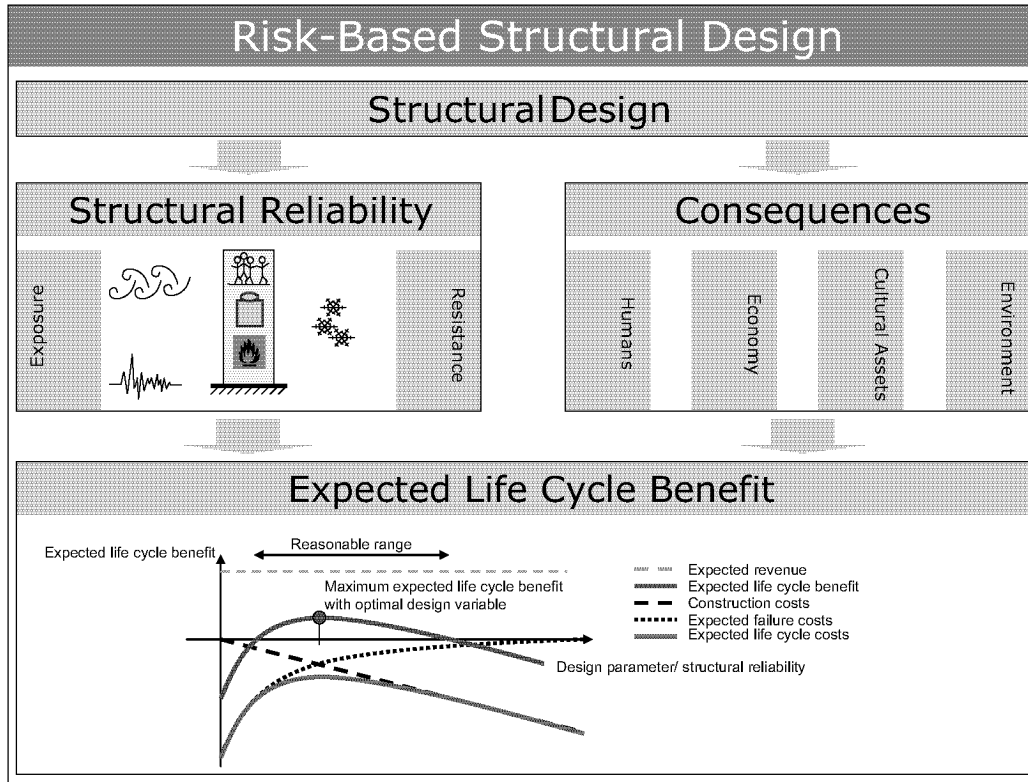 Risk-Based Structural Design
Structural Design
Structural Reliability
Exposure
Resistance
Consequences
Humans
Economy
Cultural Assets
Environment
Expected Life Cycle Benefit
Expected life cycle benefit
Reasonable range
Maximum expected life cycle benefit
with optimal design variable
Expected revenue
Expected life cycle benefit
Construction costs
Expected failure costs
Expected life cycle costs
Design parameter/ structural reliability